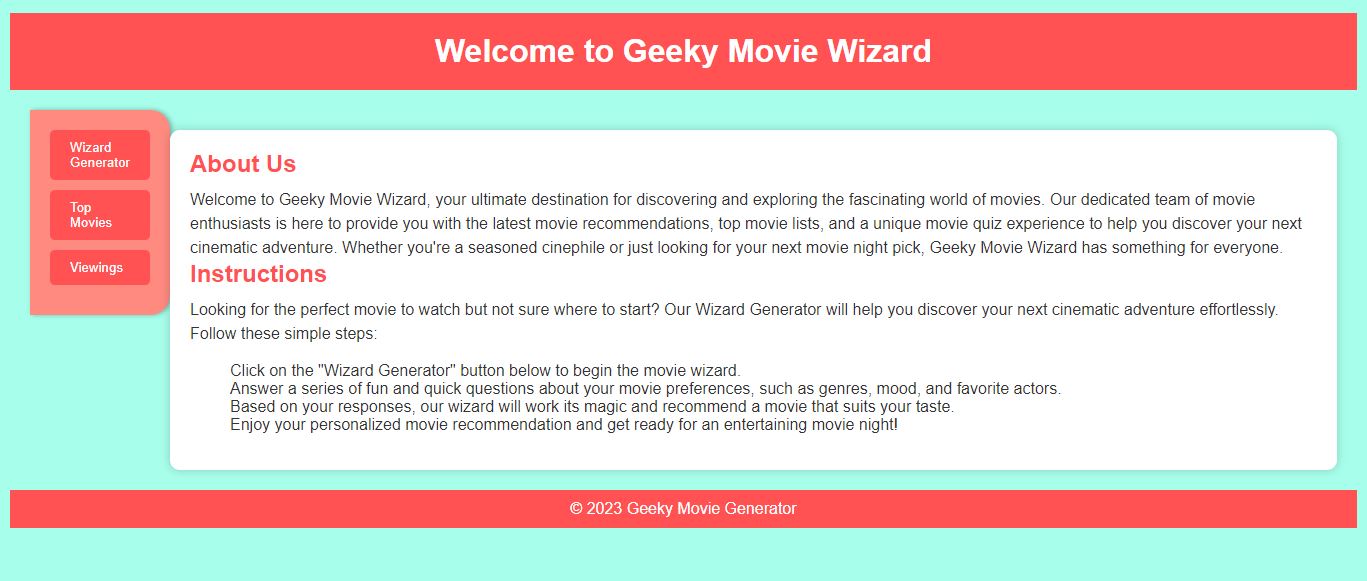 Welcome to Geeky Movie Wizard
Wizard
Generator
Top
Movies
Viewings
About Us
Welcome to Geeky Movie Wizard, your ultimate destination for discovering and exploring the fascinating world of movies. Our dedicated team of movie
enthusiasts is here to provide you with the latest movie recommendations, top movie lists, and a unique movie quiz experience to help you discover your next
cinematic adventure. Whether you're a seasoned cinephile or just looking for your next movie night pick, Geeky Movie Wizard has something for everyone.
Instructions
Looking for the perfect movie to watch but not sure where to start? Our Wizard Generator will help you discover your next cinematic adventure effortlessly.
Follow these simple steps:
Click on the "Wizard Generator" button below to begin the movie wizard.
Answer a series of fun and quick questions about your movie preferences, such as genres, mood, and favorite actors.
Based on your responses, our wizard will work its magic and recommend a movie that suits your taste.
Enjoy your personalized movie recommendation and get ready for an entertaining movie night!
© 2023 Geeky Movie Generator